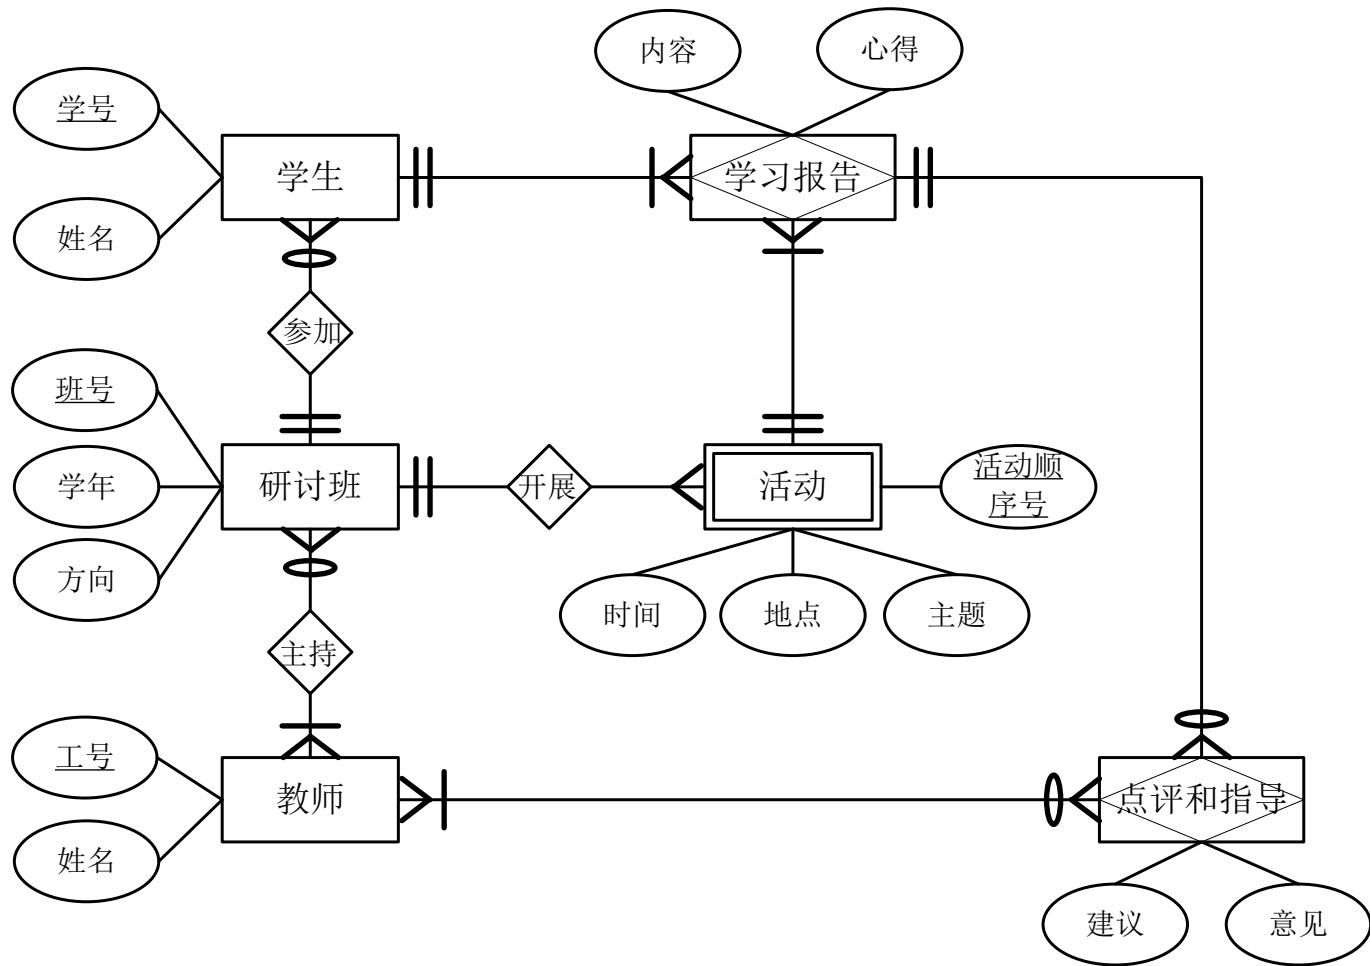 内容
心得
学号
学生
学习报告
姓名
参加
班号
学年
研讨班
开展
活动
活动顺
序号
方向
时间
地点
主题
主持
工号
教师
点评和指导
姓名
建议
意见